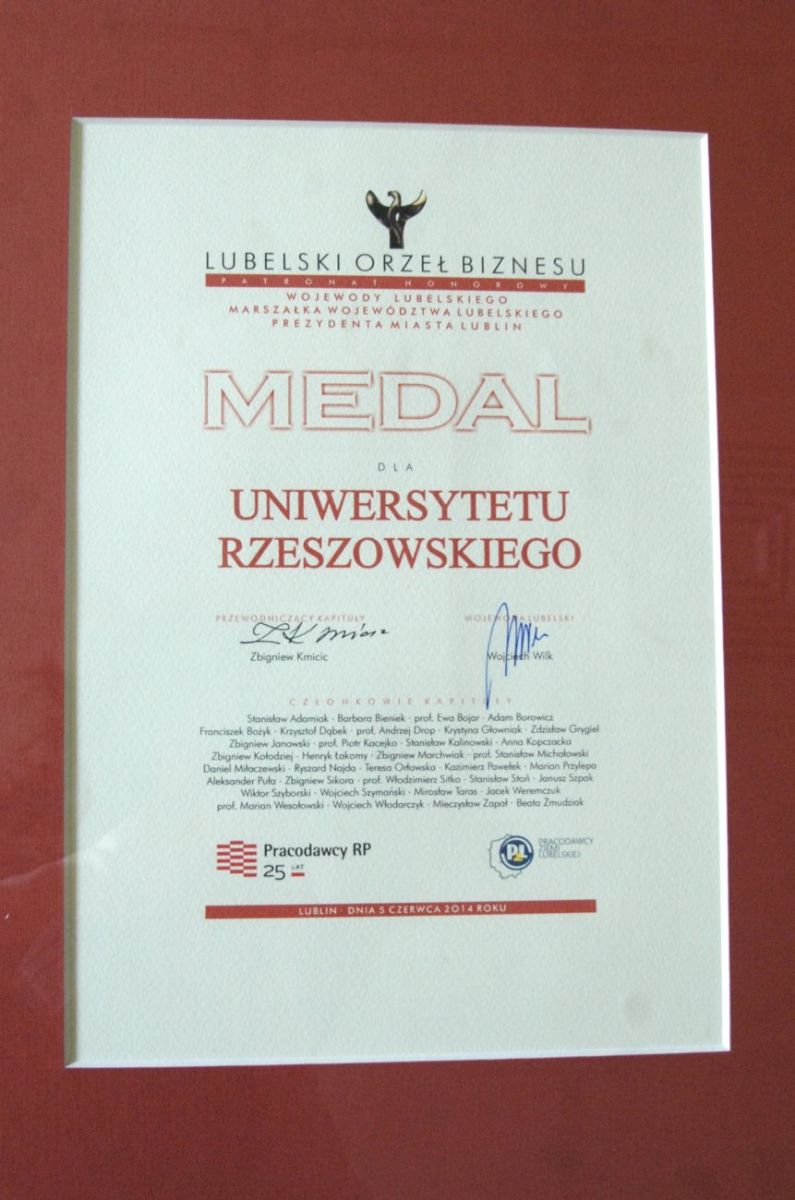 LUBELSKI ORZEŁ BIZNESU
PATRONAT HONOROWY
WOJEWODY LUBELSKIEGO
MARSZAŁKA WOJEWÓDZTWA LUBELSKIEGO
PREZYDENTA MIASTA LUBLIN
MEDAL
DLA
UNIWERSYTETU
RZESZOWSKIEGO
PRZEWODNICZĄCY KAPITUŁY
Zbigniew Kmicic
WOJEWODA LUBELSKI
Wojciech Wilk
CZŁONKOWIE KAPITUŁY
Stanisław Adamiak · Barbara Bieniek · prof. Ewa Bojar · Adam Borowicz
Franciszek Bożyk · Krzysztof Dąbek · prof. Andrzej Drop · Krystyna Głowniak · Zdzisław Grygiel
Zbigniew Janowski · prof. Piotr Kacejko · Stanisław Kalinowski · Anna Kopczacka
Zbigniew Kołodziej · Henryk Łakomy · Zbigniew Marchwiak · prof. Stanisław Michałowski
Daniel Miłaczewski · Ryszard Najda · Teresa Orłowska · Kazimierz Pawełek · Marian Przylepa
Aleksander Puła · Zbigniew Sikora · prof. Włodzimierz Sitko · Stanisław Stoń · Janusz Szpak
Wiktor Szyborski · Wojciech Szymański · Mirosław Taras · Jacek Weremczuk
prof. Marian Wesołowski · Wojciech Włodarczyk · Mieczysław Zapał · Beata Żmudziak
Pracodawcy RP
25 LAT
PL
PRACODAWCY
ZIEMI
LUBELSKIEJ
LUBLIN · DNIA 5 CZERWCA 2014 ROKU